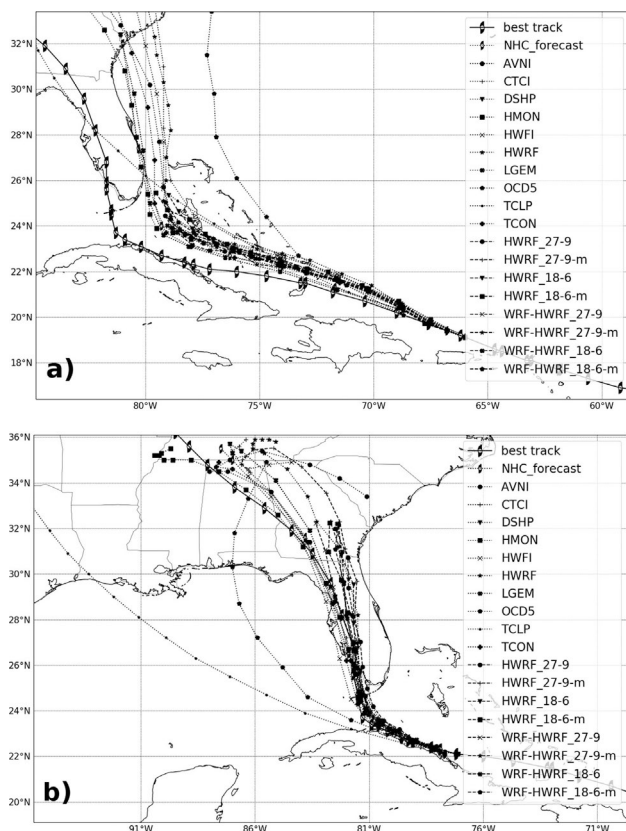 32°N
30°N
28°N
26°N
24°N
22°N
20°N
18°N
80°W
75°W
70°W
65°W
60°W
best track
NHC_forecast
AVNI
CTCI
DSHP
HMON
HWFI
HWRF
LGEM
OCD5
TCLP
TCON
HWRF_27-9
HWRF_27-9-m
HWRF_18-6
HWRF_18-6-m
WRF-HWRF_27-9
WRF-HWRF_27-9-m
WRF-HWRF_18-6
WRF-HWRF_18-6-m
a)
36°N
34°N
32°N
30°N
28°N
26°N
24°N
22°N
20°N
91°W
86°W
81°W
76°W
71°W
best track
NHC_forecast
AVNI
CTCI
DSHP
HMON
HWFI
HWRF
LGEM
OCD5
TCLP
TCON
HWRF_27-9
HWRF_27-9-m
HWRF_18-6
HWRF_18-6-m
WRF-HWRF_27-9
WRF-HWRF_27-9-m
WRF-HWRF_18-6
WRF-HWRF_18-6-m
b)